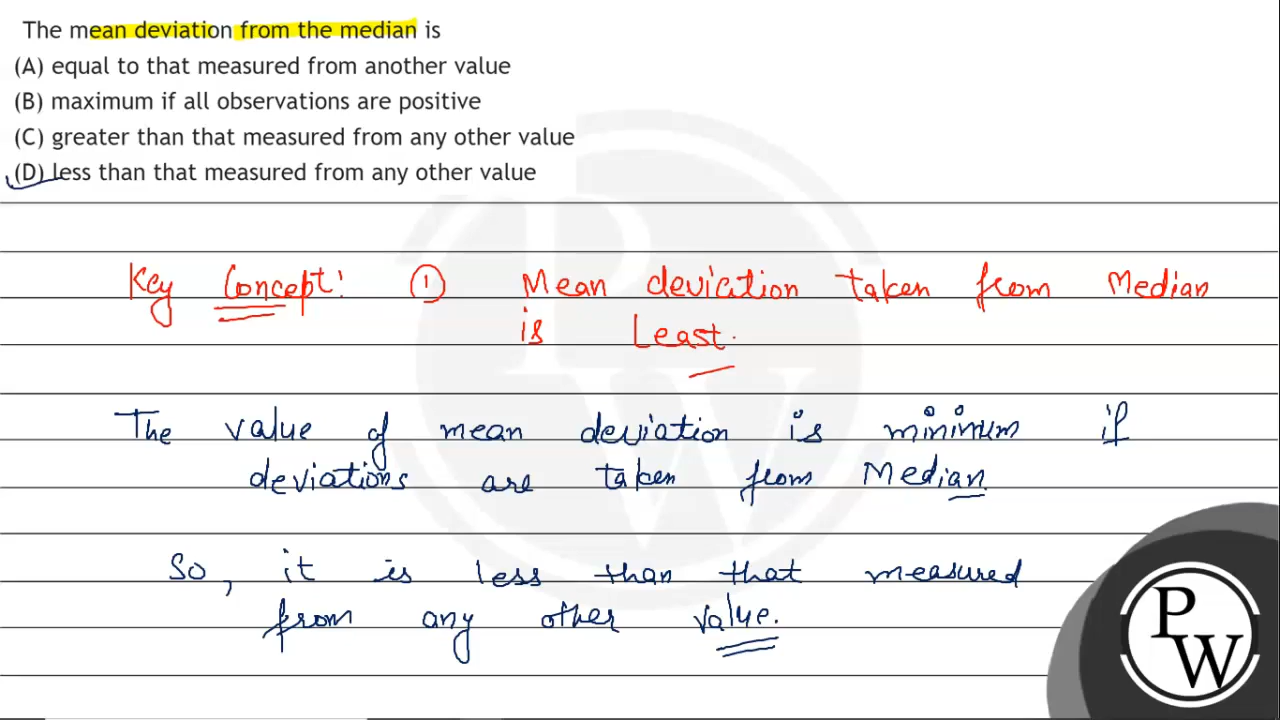 The mean deviation from the median is
(A) equal to that measured from another value
(B) maximum if all observations are positive
(C) greater than that measured from any other value
(D) less than that measured from any other value
Key Concept: ① Mean deviation taken from Median
is Least.
The value of mean deviation is minimum if
deviations are taken from Median.
So, it is less than that measured
from any other value.
PW